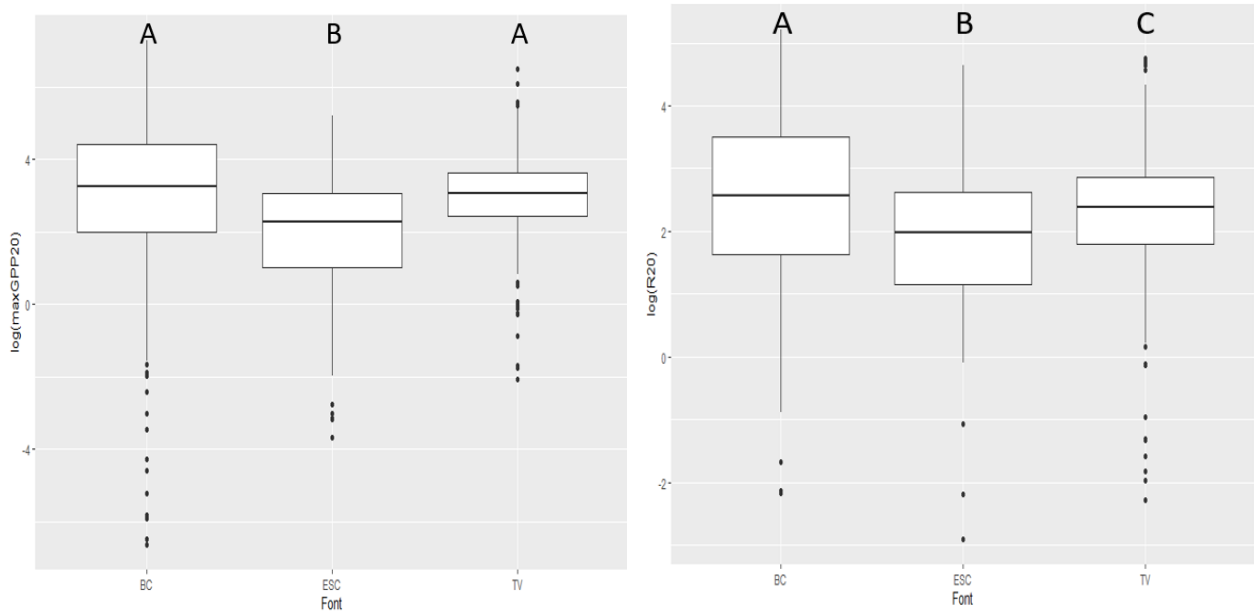 A B A
4
0
-4
log(maxGPP20)
BC ESC TV
Font
A B C
4
2
0
-2
log(R20)
BC ESC TV
Font